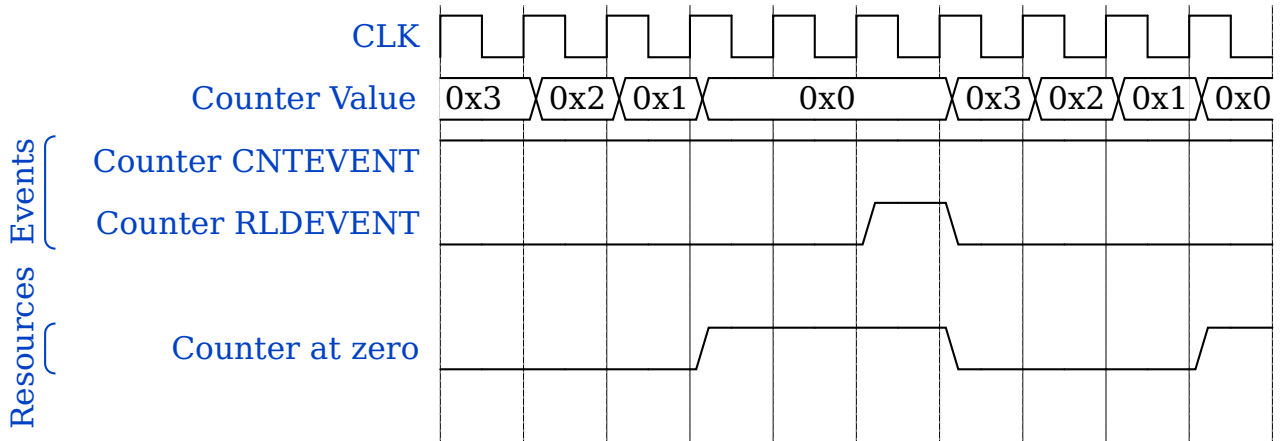 CLK
Counter Value 0x3 0x2 0x1 0x0 0x3 0x2 0x1 0x0
Events
Counter CNTEVENT
Counter RLDEVENT
Resources
Counter at zero